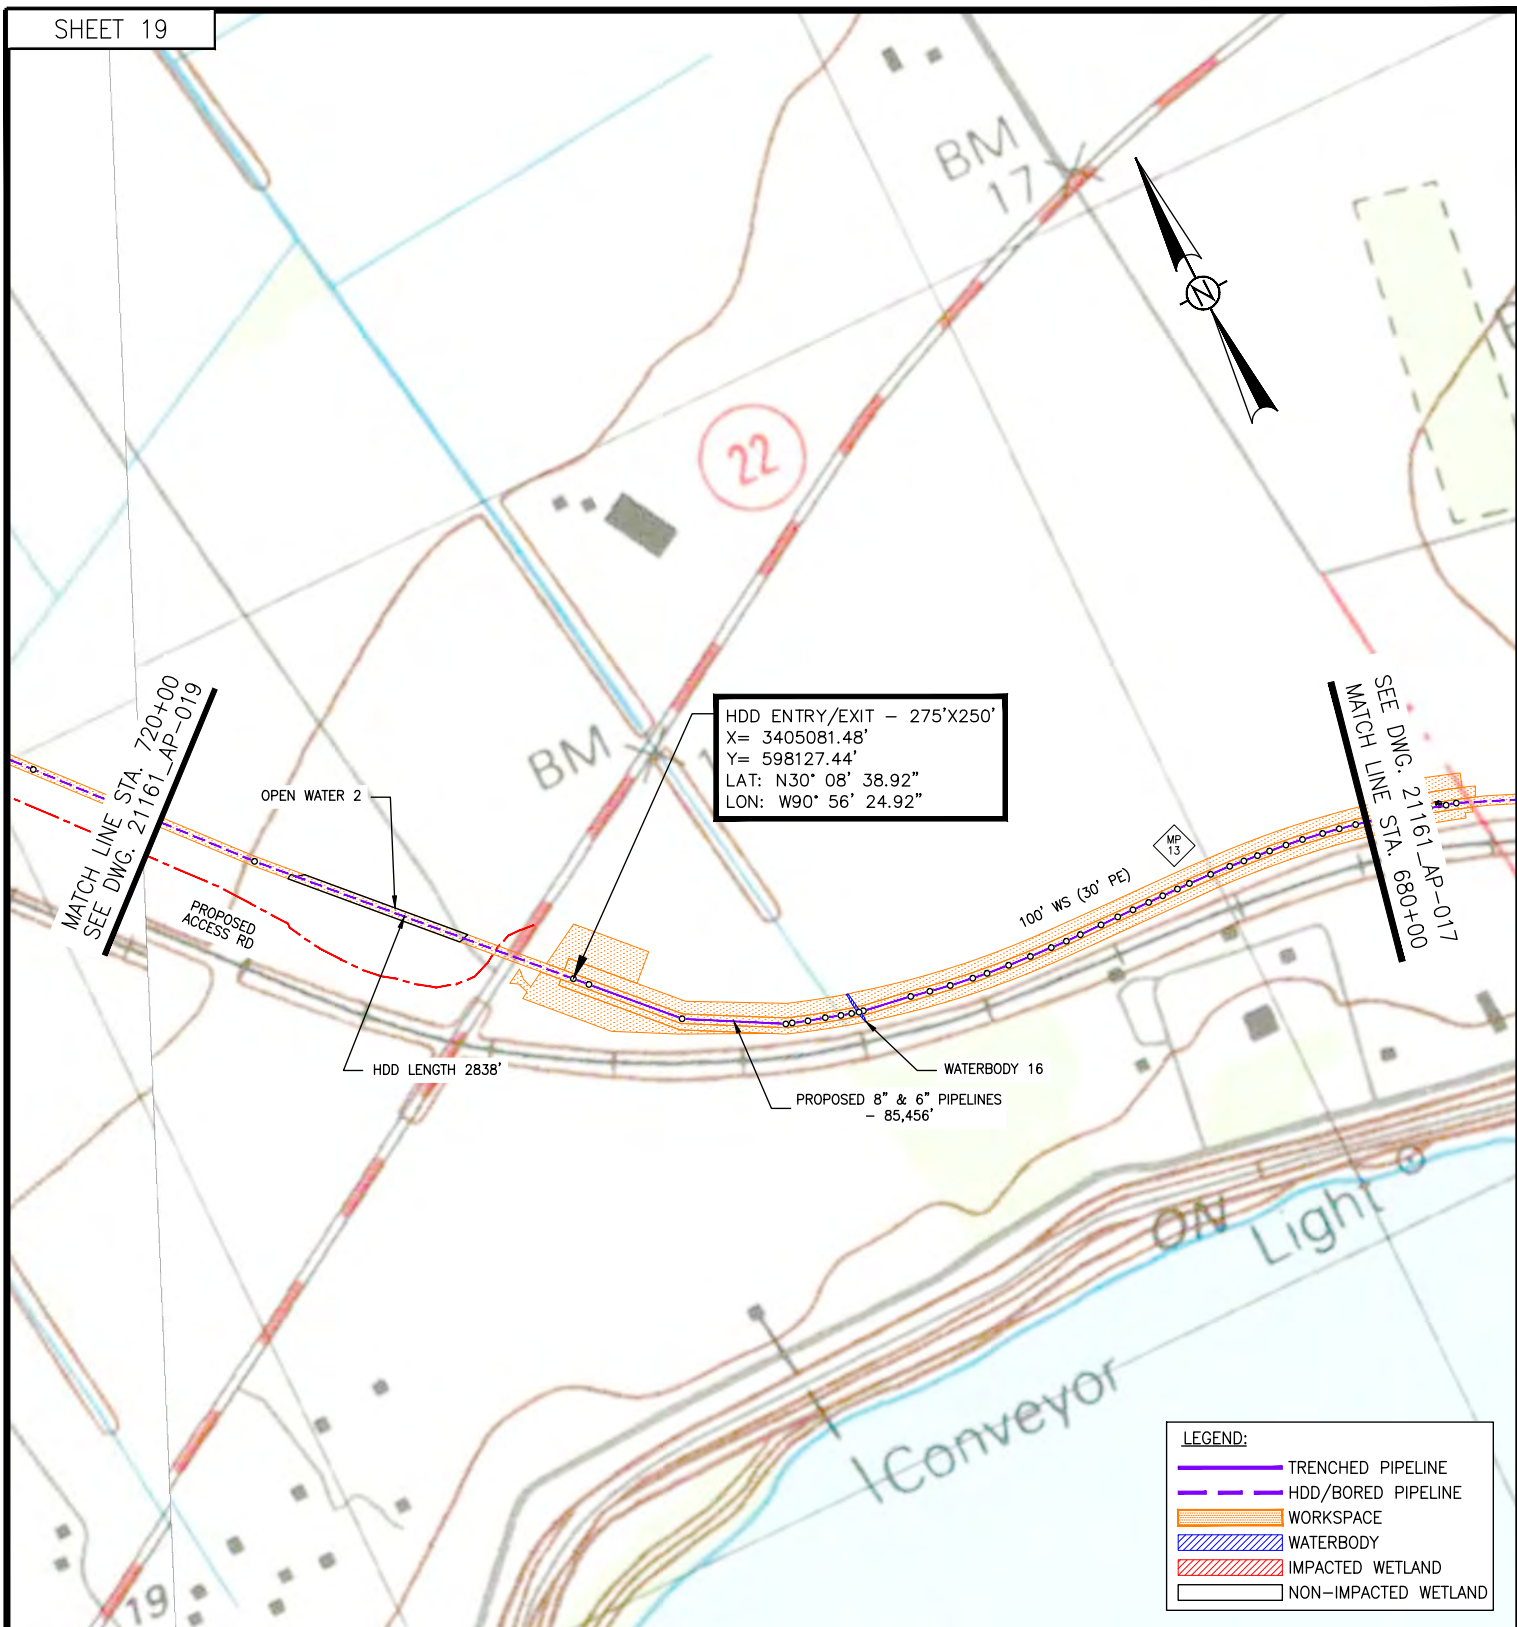 SHEET 19
BM
17
N
22
MATCH LINE STA. 720+00
SEE DWG. 21161_AP-019
BM
1
HDD ENTRY/EXIT - 275'X250'
X= 3405081.48'
Y= 598127.44'
LAT: N30° 08' 38.92"
LON: W90° 56' 24.92"
SEE DWG. 21161_AP-017
MATCH LINE STA. 680+00
OPEN WATER 2
MP
13
100' WS (30' PE)
PROPOSED
ACCESS RD
HDD LENGTH 2838'
WATERBODY 16
PROPOSED 8" & 6" PIPELINES
- 85,456'
ON
Light
Conveyor
19
LEGEND:
TRENCHED PIPELINE
HDD/BORED PIPELINE
WORKSPACE
WATERBODY
IMPACTED WETLAND
NON-IMPACTED WETLAND